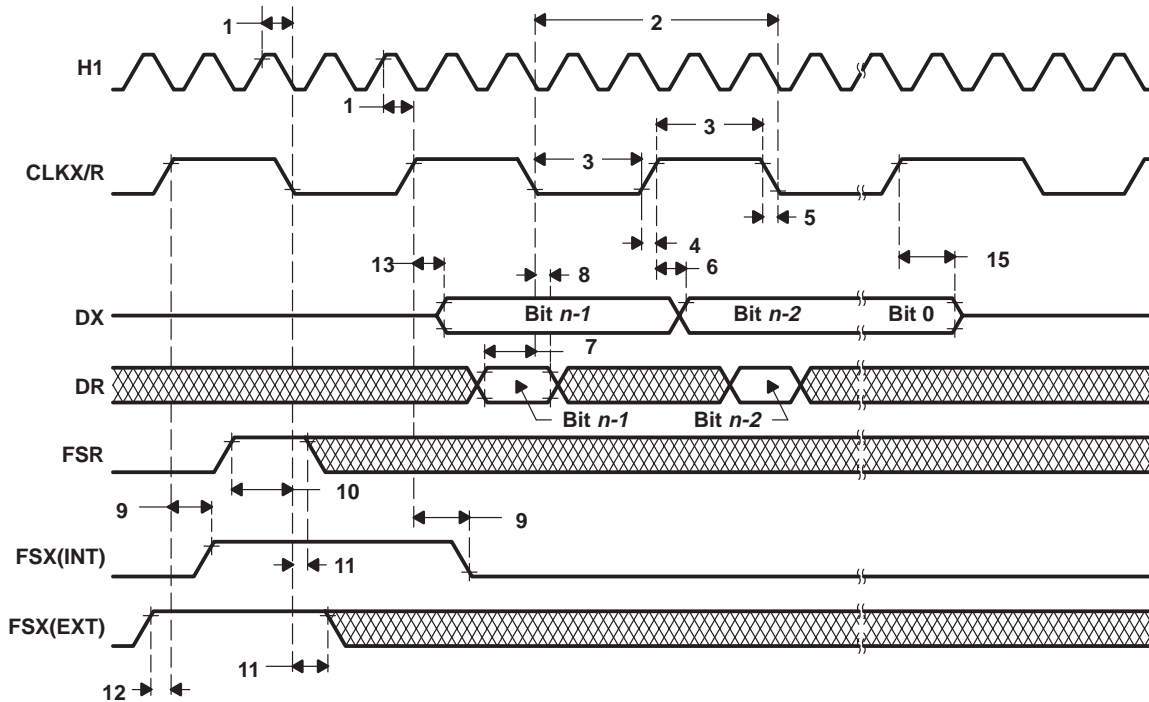 1
2
H1
1
3
3
CLKX/R
5
4
13
8
6
15
DX
Bit n-1
Bit n-2
Bit 0
7
DR
Bit n-1
Bit n-2
FSR
10
9
9
FSX(INT)
11
FSX(EXT)
11
12